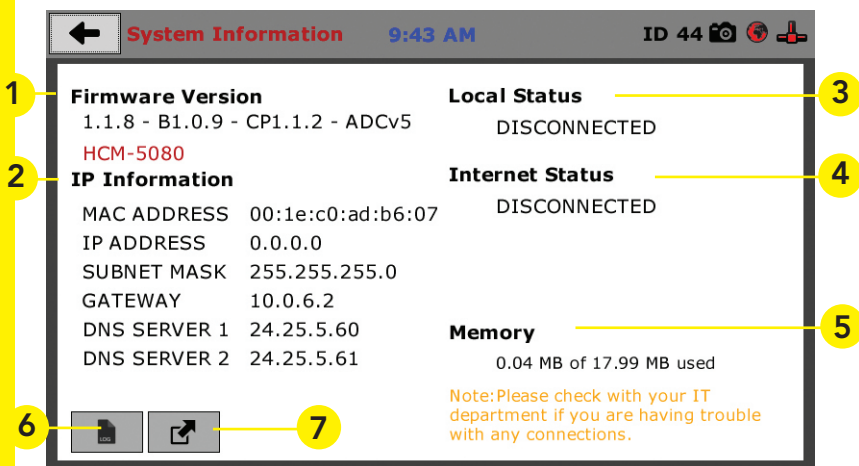 System Information 9:43 AM ID 44
1 Firmware Version
1.1.8 - B1.0.9 - CP1.1.2 - ADCv5
HCM-5080
2 IP Information
MAC ADDRESS 00:1e:c0:ad:b6:07
IP ADDRESS 0.0.0.0
SUBNET MASK 255.255.255.0
GATEWAY 10.0.6.2
DNS SERVER 1 24.25.5.60
DNS SERVER 2 24.25.5.61
Local Status 3
DISCONNECTED
Internet Status 4
DISCONNECTED
Memory 5
0.04 MB of 17.99 MB used
Note:Please check with your IT
department if you are having trouble
with any connections.
6 LOG 7